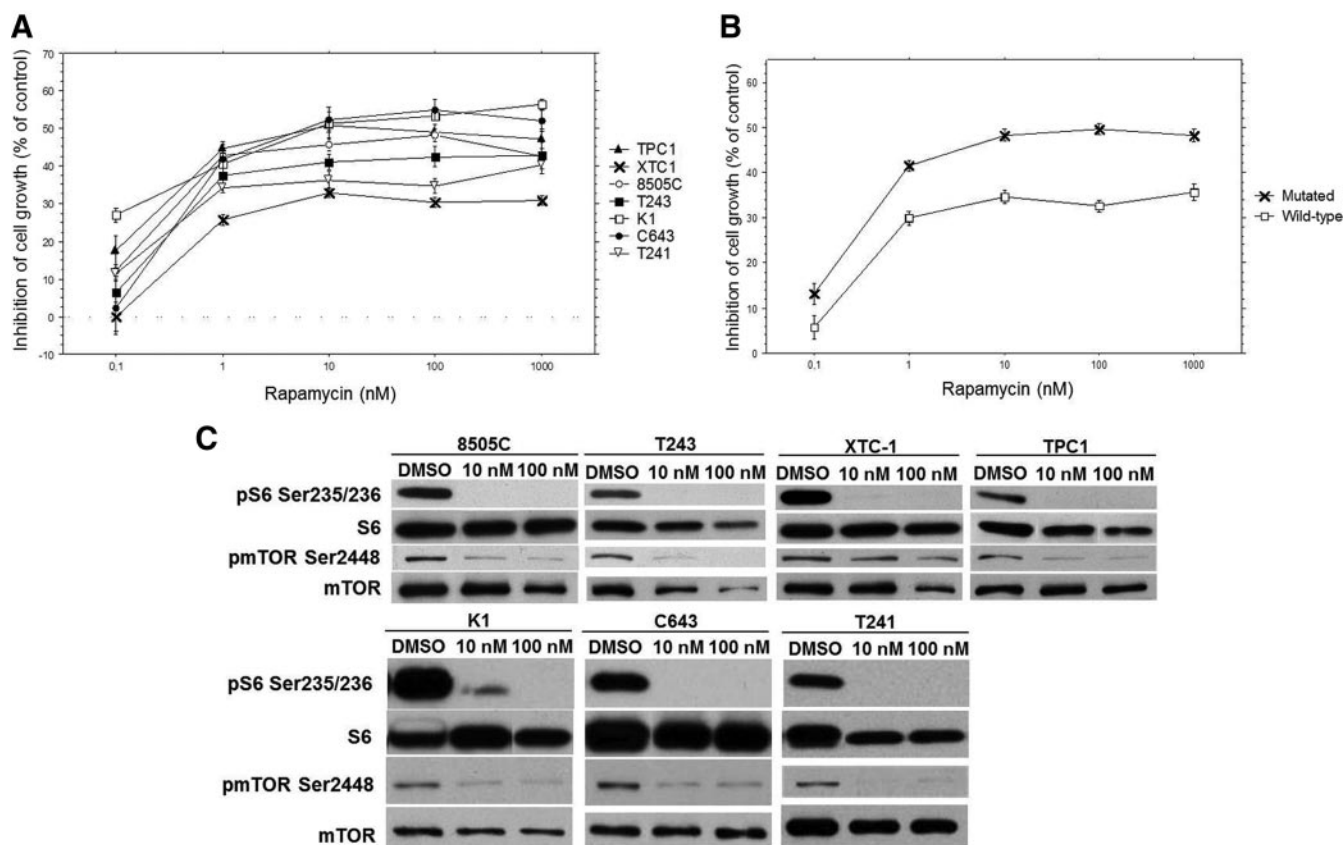 A
Inhibition of cell growth (% of control)
70
60
50
40
30
20
10
0
-10
0,1 1 10 100 1000
Rapamycin (nM)
TPC1
XTC1
8505C
T243
K1
C643
T241
B
Inhibition of cell growth (% of control)
60
50
40
30
20
10
0
0,1 1 10 100 1000
Rapamycin (nM)
Mutated
Wild-type
C
8505C T243 XTC-1 TPC1
DMSO 10 nM 100 nM DMSO 10 nM 100 nM DMSO 10 nM 100 nM DMSO 10 nM 100 nM
pS6 Ser235/236
S6
pmTOR Ser2448
mTOR
K1 C643 T241
DMSO 10 nM 100 nM DMSO 10 nM 100 nM DMSO 10 nM 100 nM
pS6 Ser235/236
S6
pmTOR Ser2448
mTOR